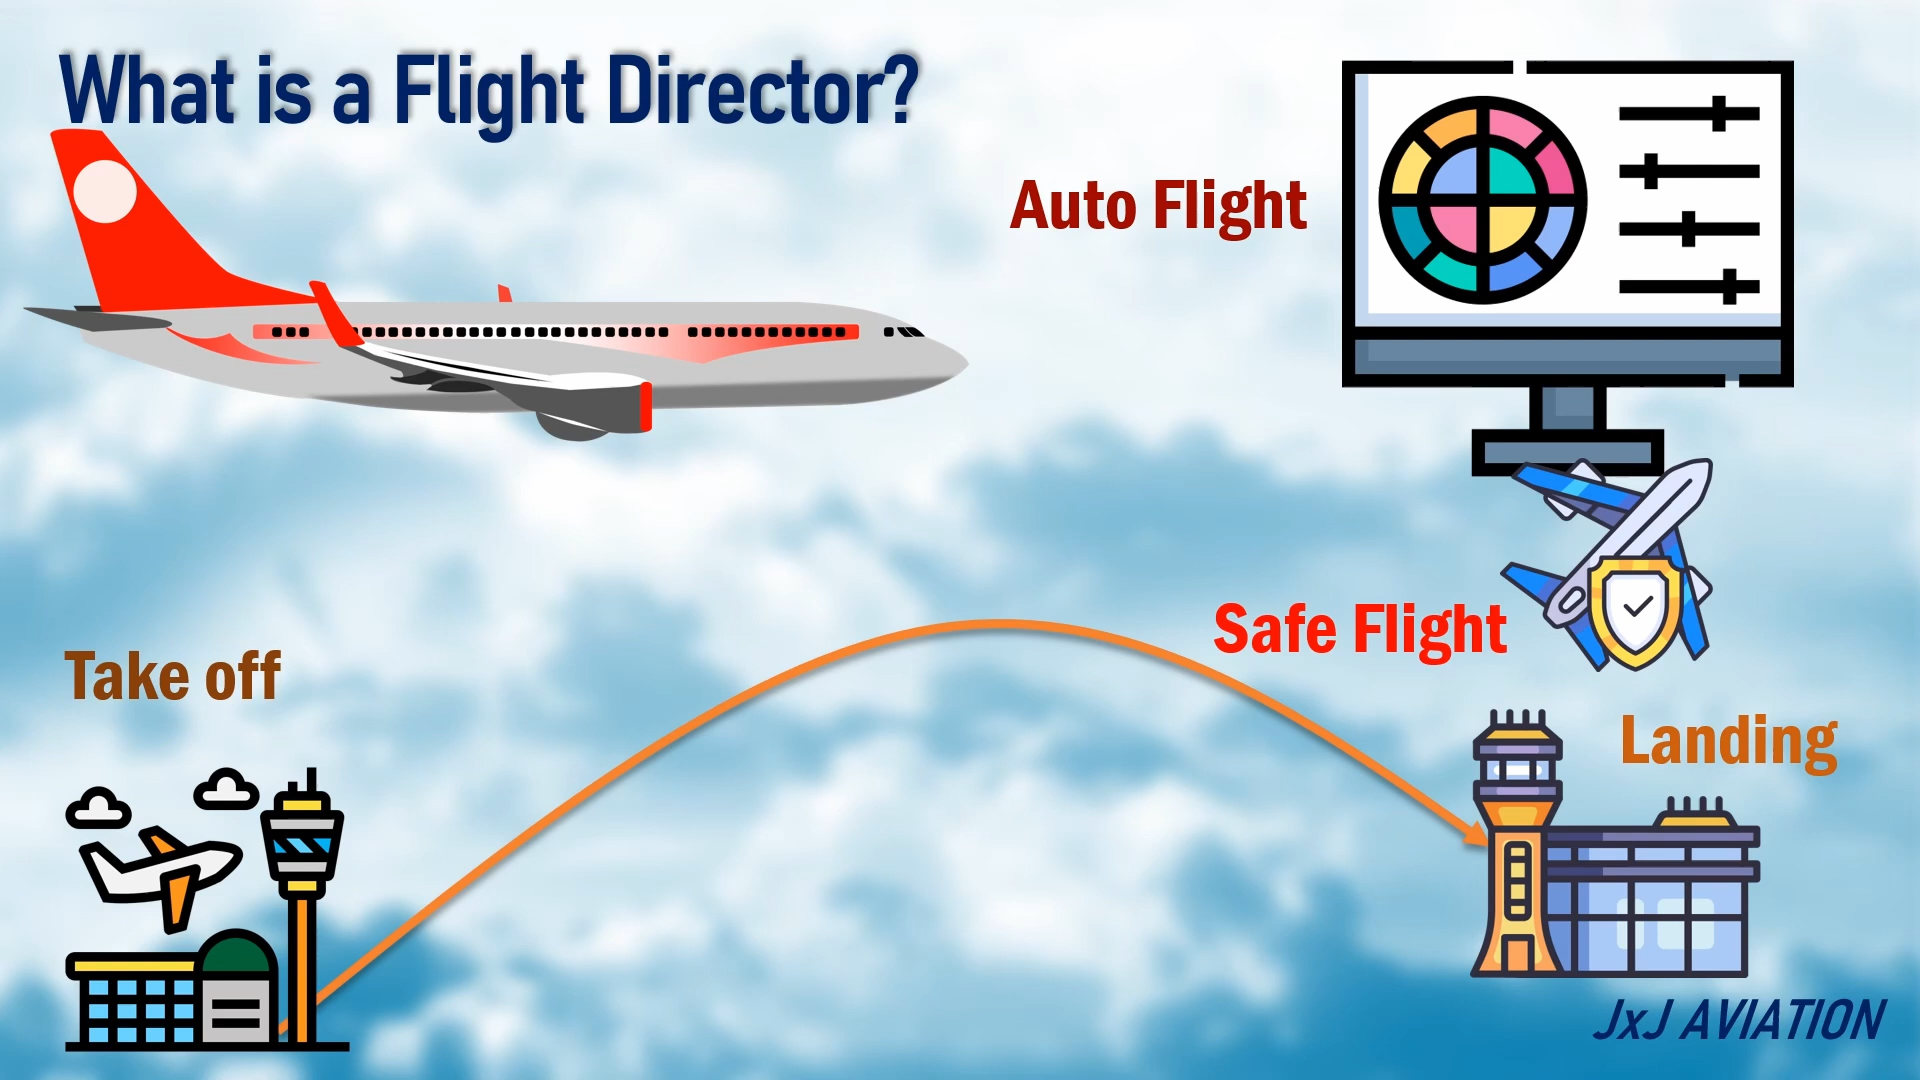 What is a Flight Director?
Auto Flight
Safe Flight
Take off
Landing
JxJ AVIATION